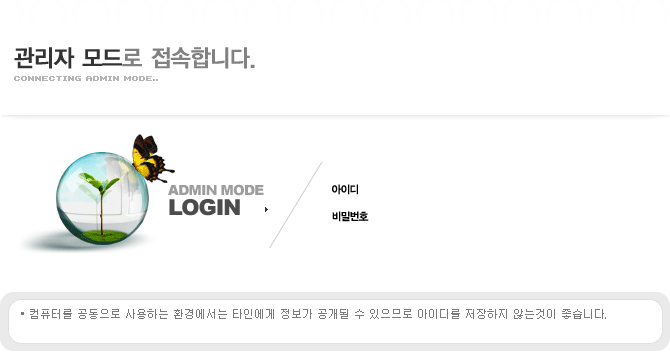 관리자 모드로 접속합니다.
CONNECTING ADMIN MODE..
ADMIN MODE
LOGIN
아이디
비밀번호
컴퓨터를 공동으로 사용하는 환경에서는 타인에게 정보가 공개될 수 있으므로 아이디를 저장하지 않는것이 좋습니다.